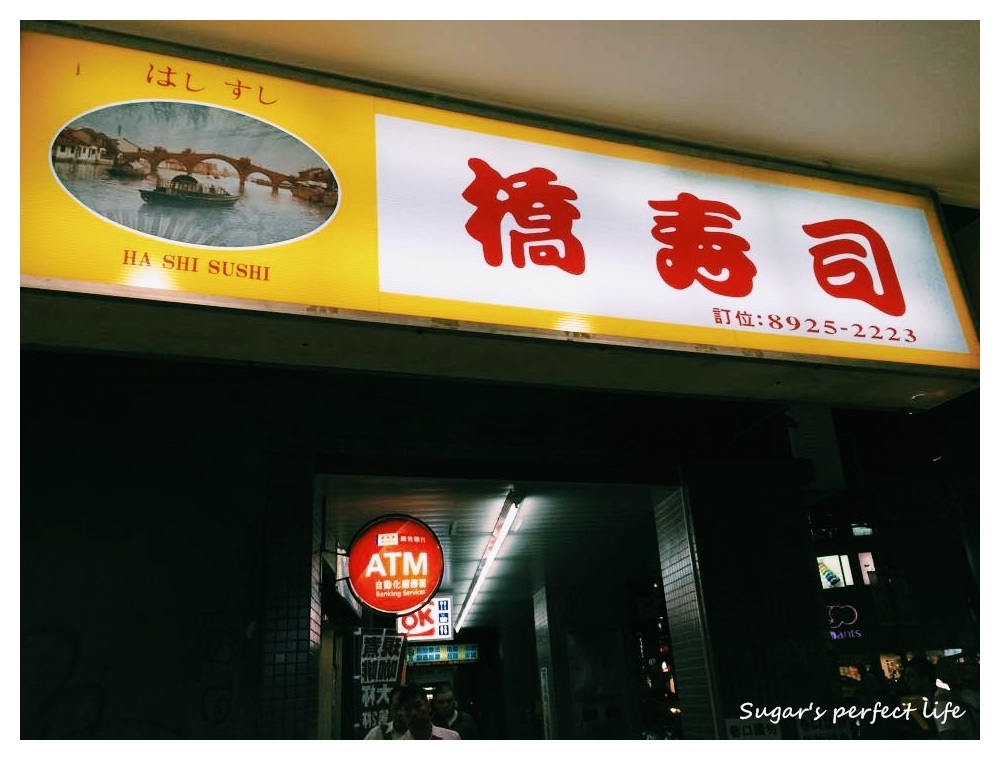 はし すし
HA SHI SUSHI
橋壽司
訂位:8925-2223
ATM
自動化服務區
Banking Services
OK
Sugar's perfect life